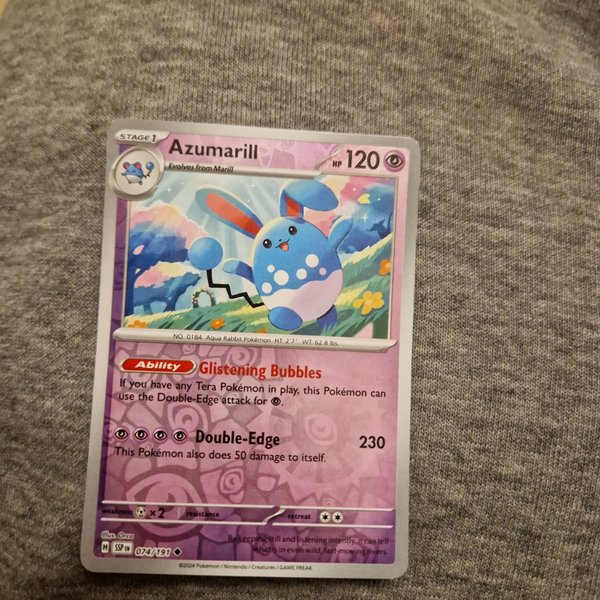 STAGE1
Azumarill
HP 120
Evolves from Marill
NO. 0184 Aqua Rabbit Pokémon HT: 2'7" WT: 62.8 lbs
Ability Glistening Bubbles
If you have any Tera Pokémon in play, this Pokémon can
use the Double-Edge attack for .
Double-Edge 230
This Pokémon also does 50 damage to itself.
weakness ×2 resistance retreat
Illus. Orca
H SSP EN 074/191
By keeping still and listening intently, it can tell
what is in even wild, fast-moving rivers.
©2024 Pokémon / Nintendo / Creatures / GAME FREAK